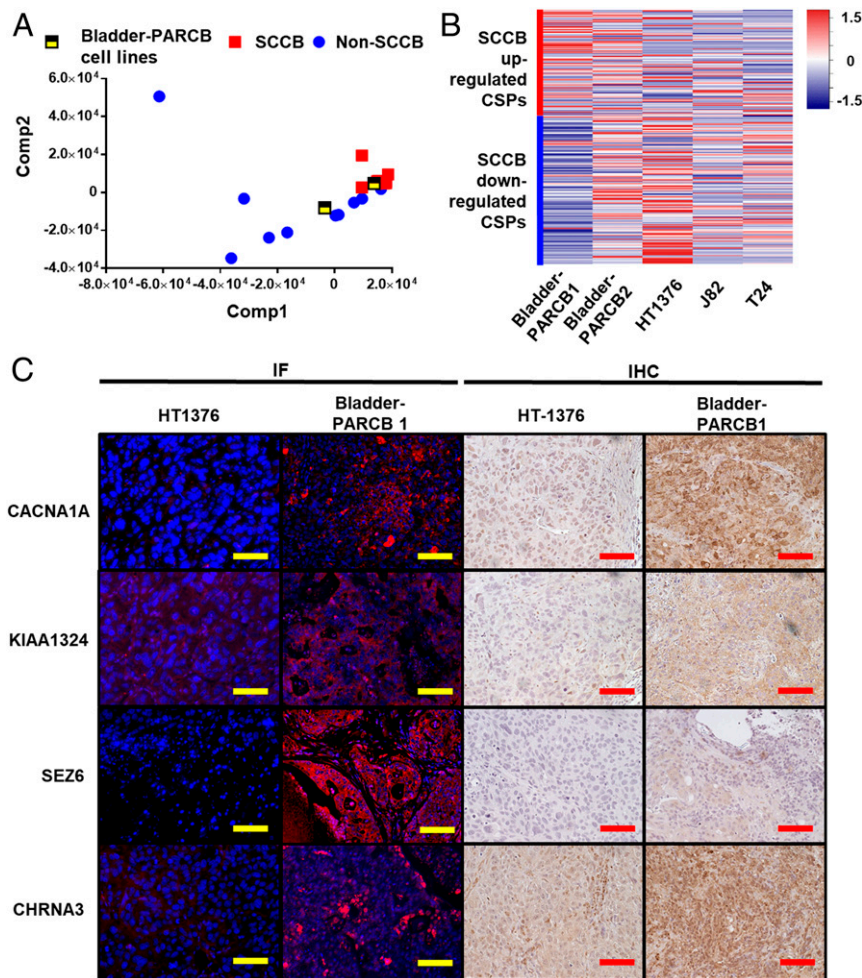 A
Bladder-PARCB
cell lines
SCCB
Non-SCCB
Comp2
6.0×10⁴
4.0×10⁴
2.0×10⁴
0
-2.0×10⁴
-4.0×10⁴
-8.0×10⁴
-6.0×10⁴
-4.0×10⁴
-2.0×10⁴
0
2.0×10⁴
Comp1
B
SCCB
up-
regulated
CSPs
SCCB
down-
regulated
CSPs
1.5
0
-1.5
Bladder-
PARCB1
Bladder-
PARCB2
HT1376
J82
T24
C
IF
IHC
HT1376
Bladder-
PARCB 1
HT-1376
Bladder-
PARCB1
CACNA1A
KIAA1324
SEZ6
CHRNA3